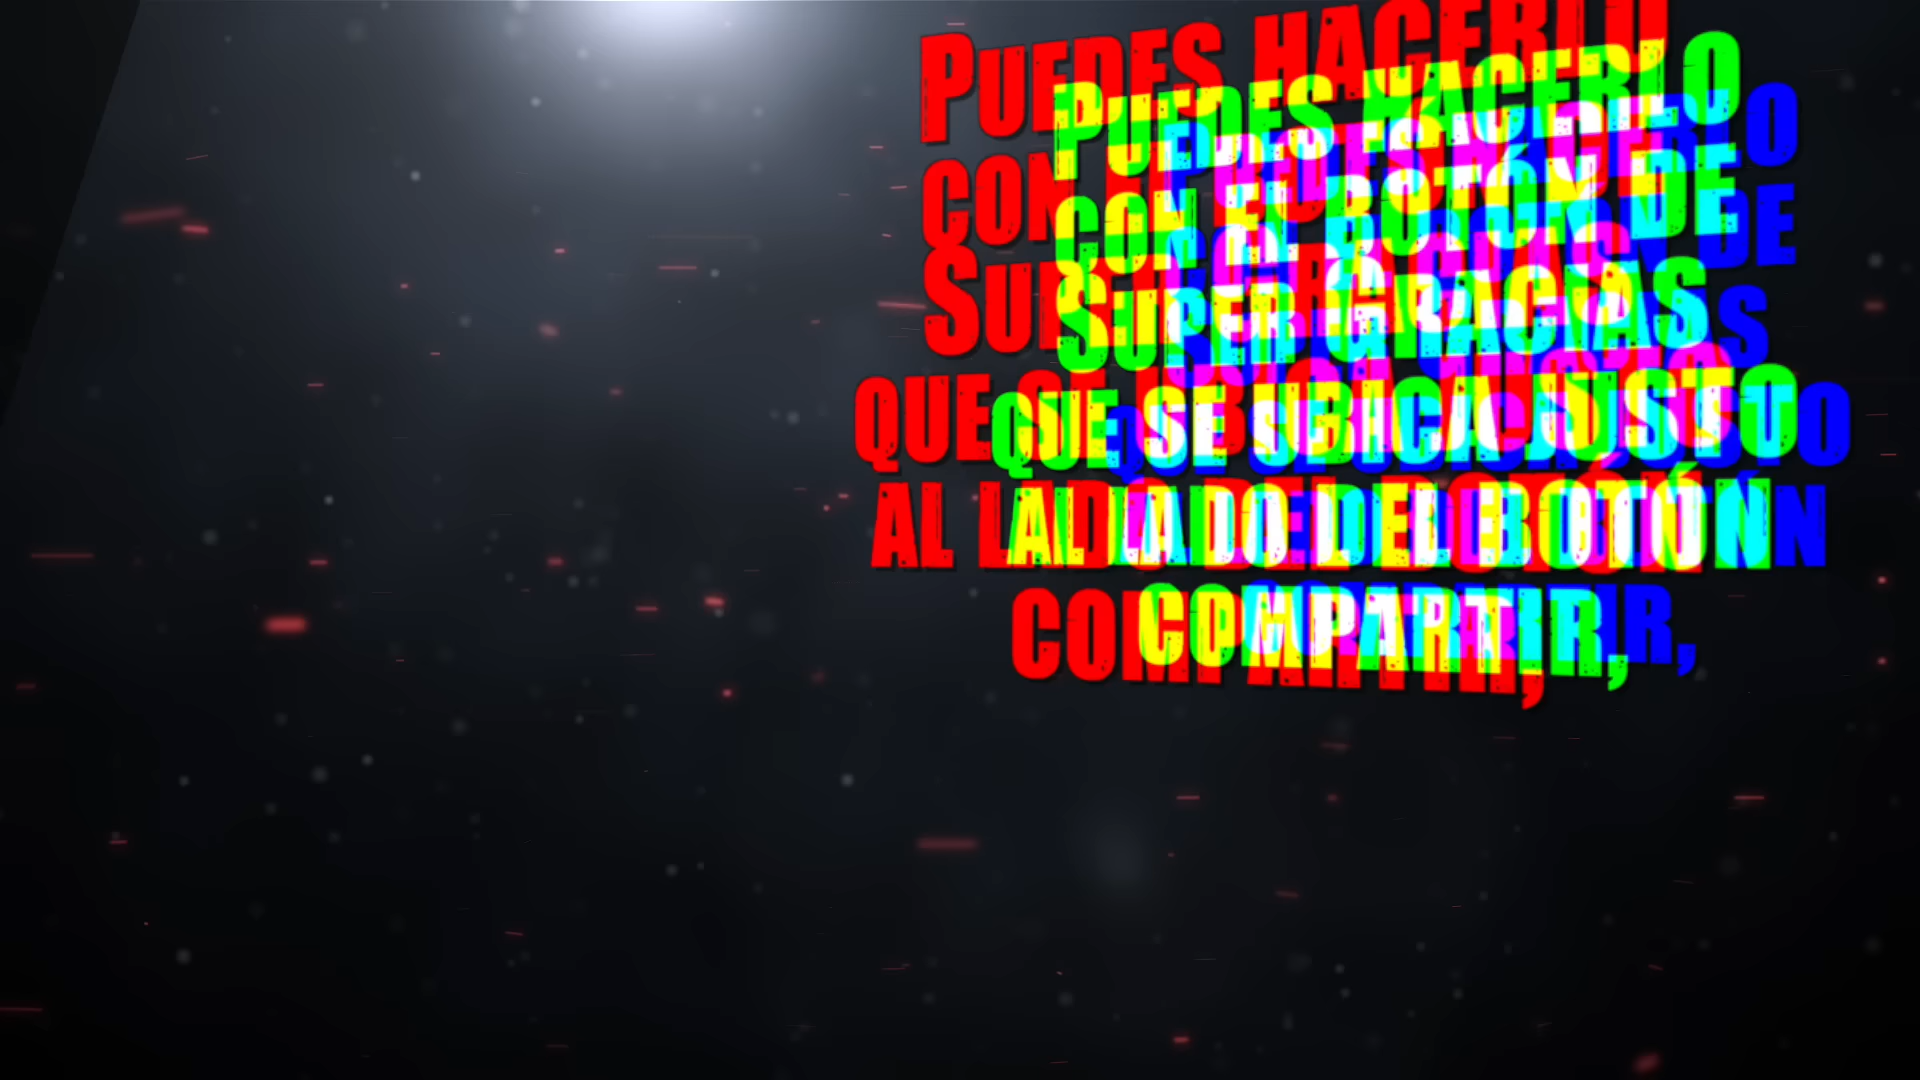 Puedes hacerlo
con el botón de
Super Gracias
que se ubica justo
al lado del botón
compartir,